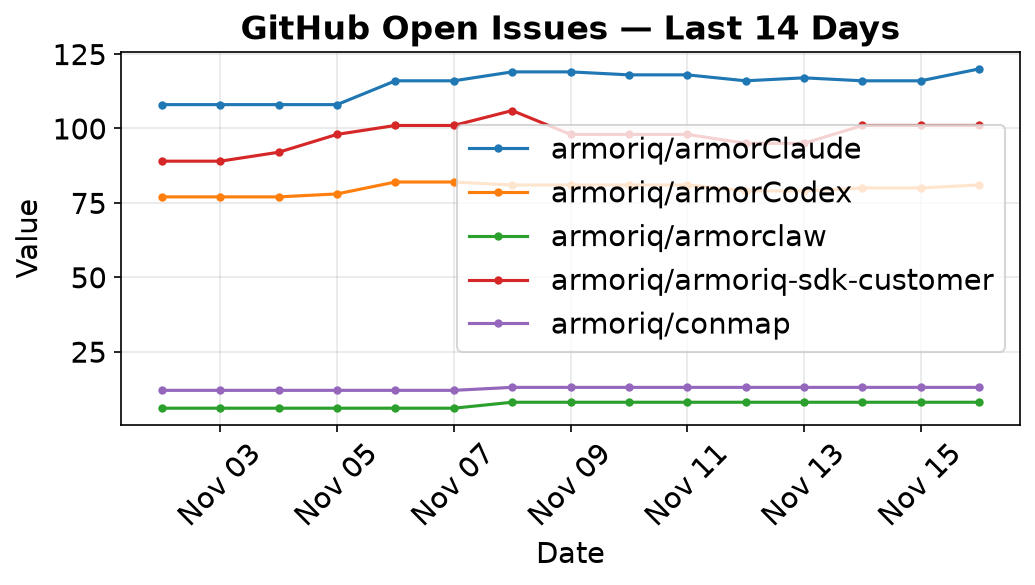 GitHub Open Issues — Last 14 Days
Value
125
100
75
50
25
armoriq/armorClaude
armoriq/armorCodex
armoriq/armorclaw
armoriq/armoriq-sdk-customer
armoriq/conmap
Nov 03
Nov 05
Nov 07
Nov 09
Nov 11
Nov 13
Nov 15
Date